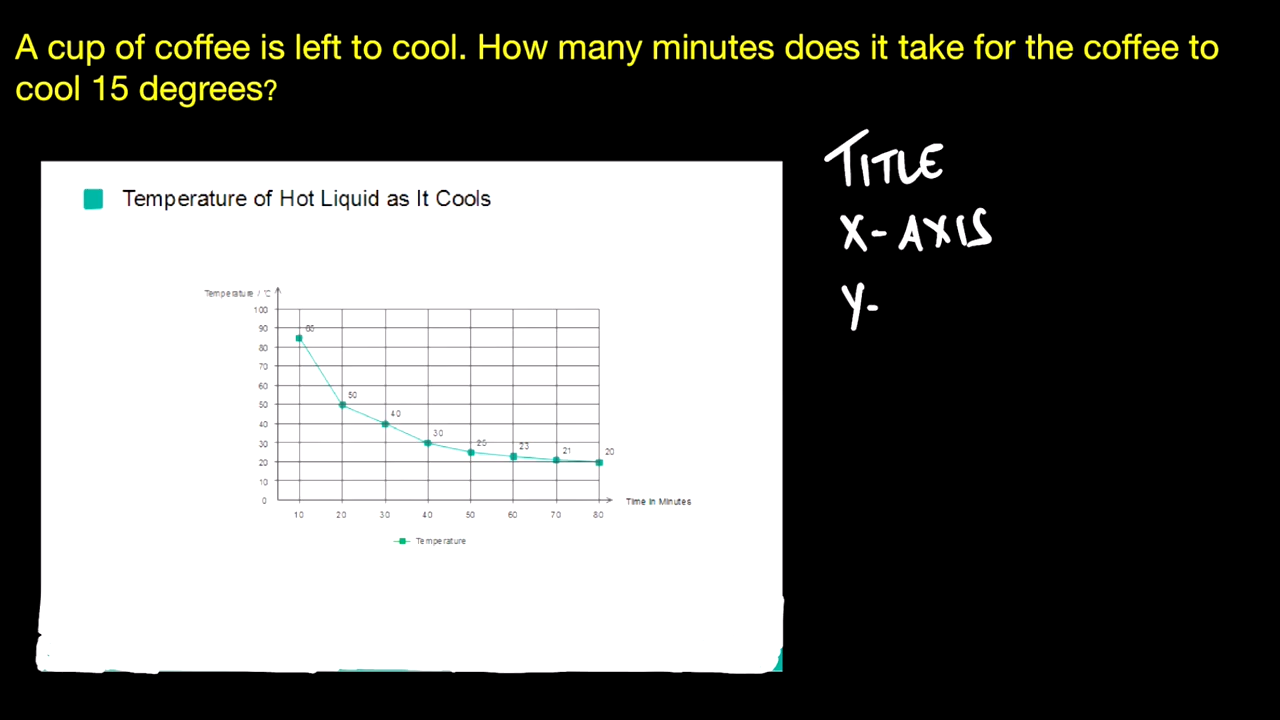 A cup of coffee is left to cool. How many minutes does it take for the coffee to
cool 15 degrees?
TITLE
X- AXIS
Y-
Temperature of Hot Liquid as It Cools
Temperature / °C
100
90
80
70
60
50
40
30
20
10
0
50
40
30
25
23
21
20
10 20 30 40 50 60 70 80
Time in Minutes
Temperature